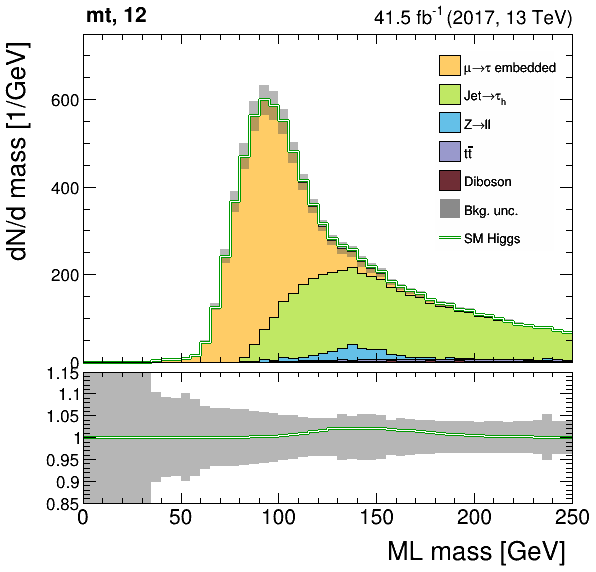 mt, 12
41.5 fb⁻¹ (2017, 13 TeV)
dN/d mass [1/GeV]
600
400
200
0
μ→τ embedded
Jet→τₕ
Z→ll
tt̄
Diboson
Bkg. unc.
SM Higgs
1.15
1.1
1.05
1
0.95
0.9
0.85
0 50 100 150 200 250
ML mass [GeV]